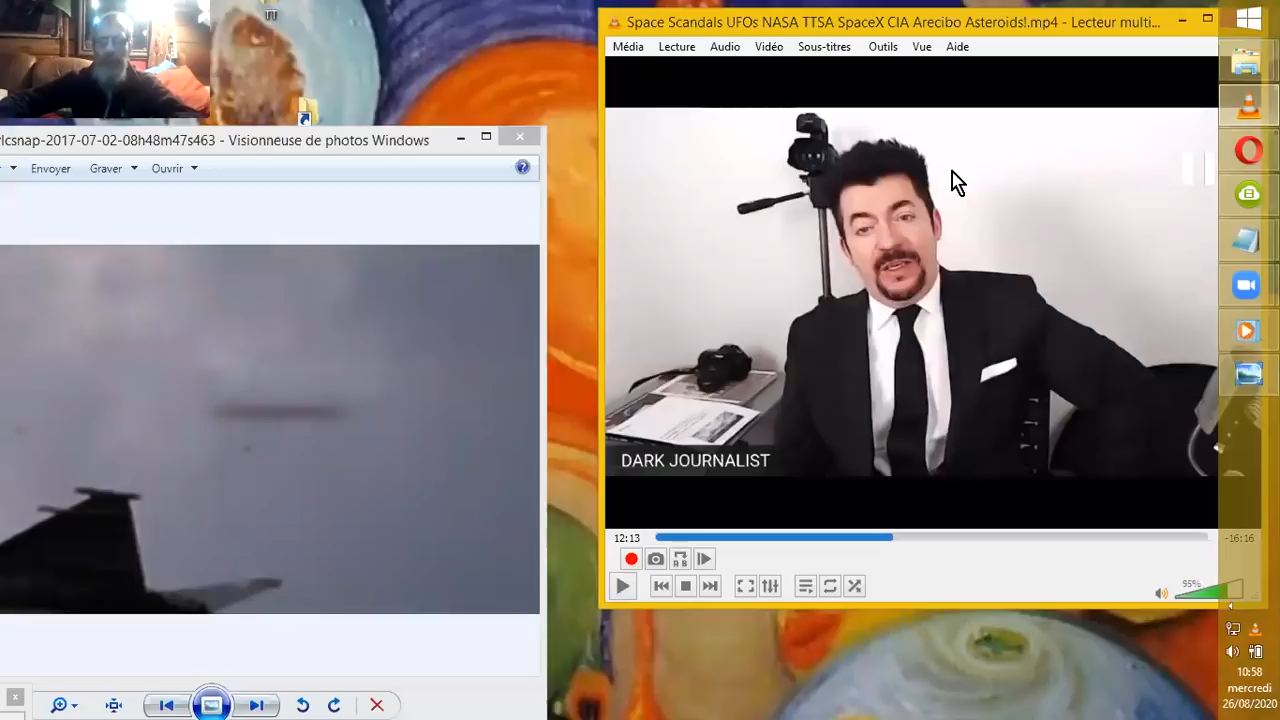 lcsnap-2017-07-02-08h48m47s463 - Visionneuse de photos Windows
Envoyer Graver Ouvrir
Space Scandals UFOs NASA TTSA SpaceX CIA Arecibo Asteroids!.mp4 - Lecteur multi...
Média Lecture Audio Vidéo Sous-titres Outils Vue Aide
DARK JOURNALIST
12:13
-16:16
95%
10:58
mercredi
26/08/2020